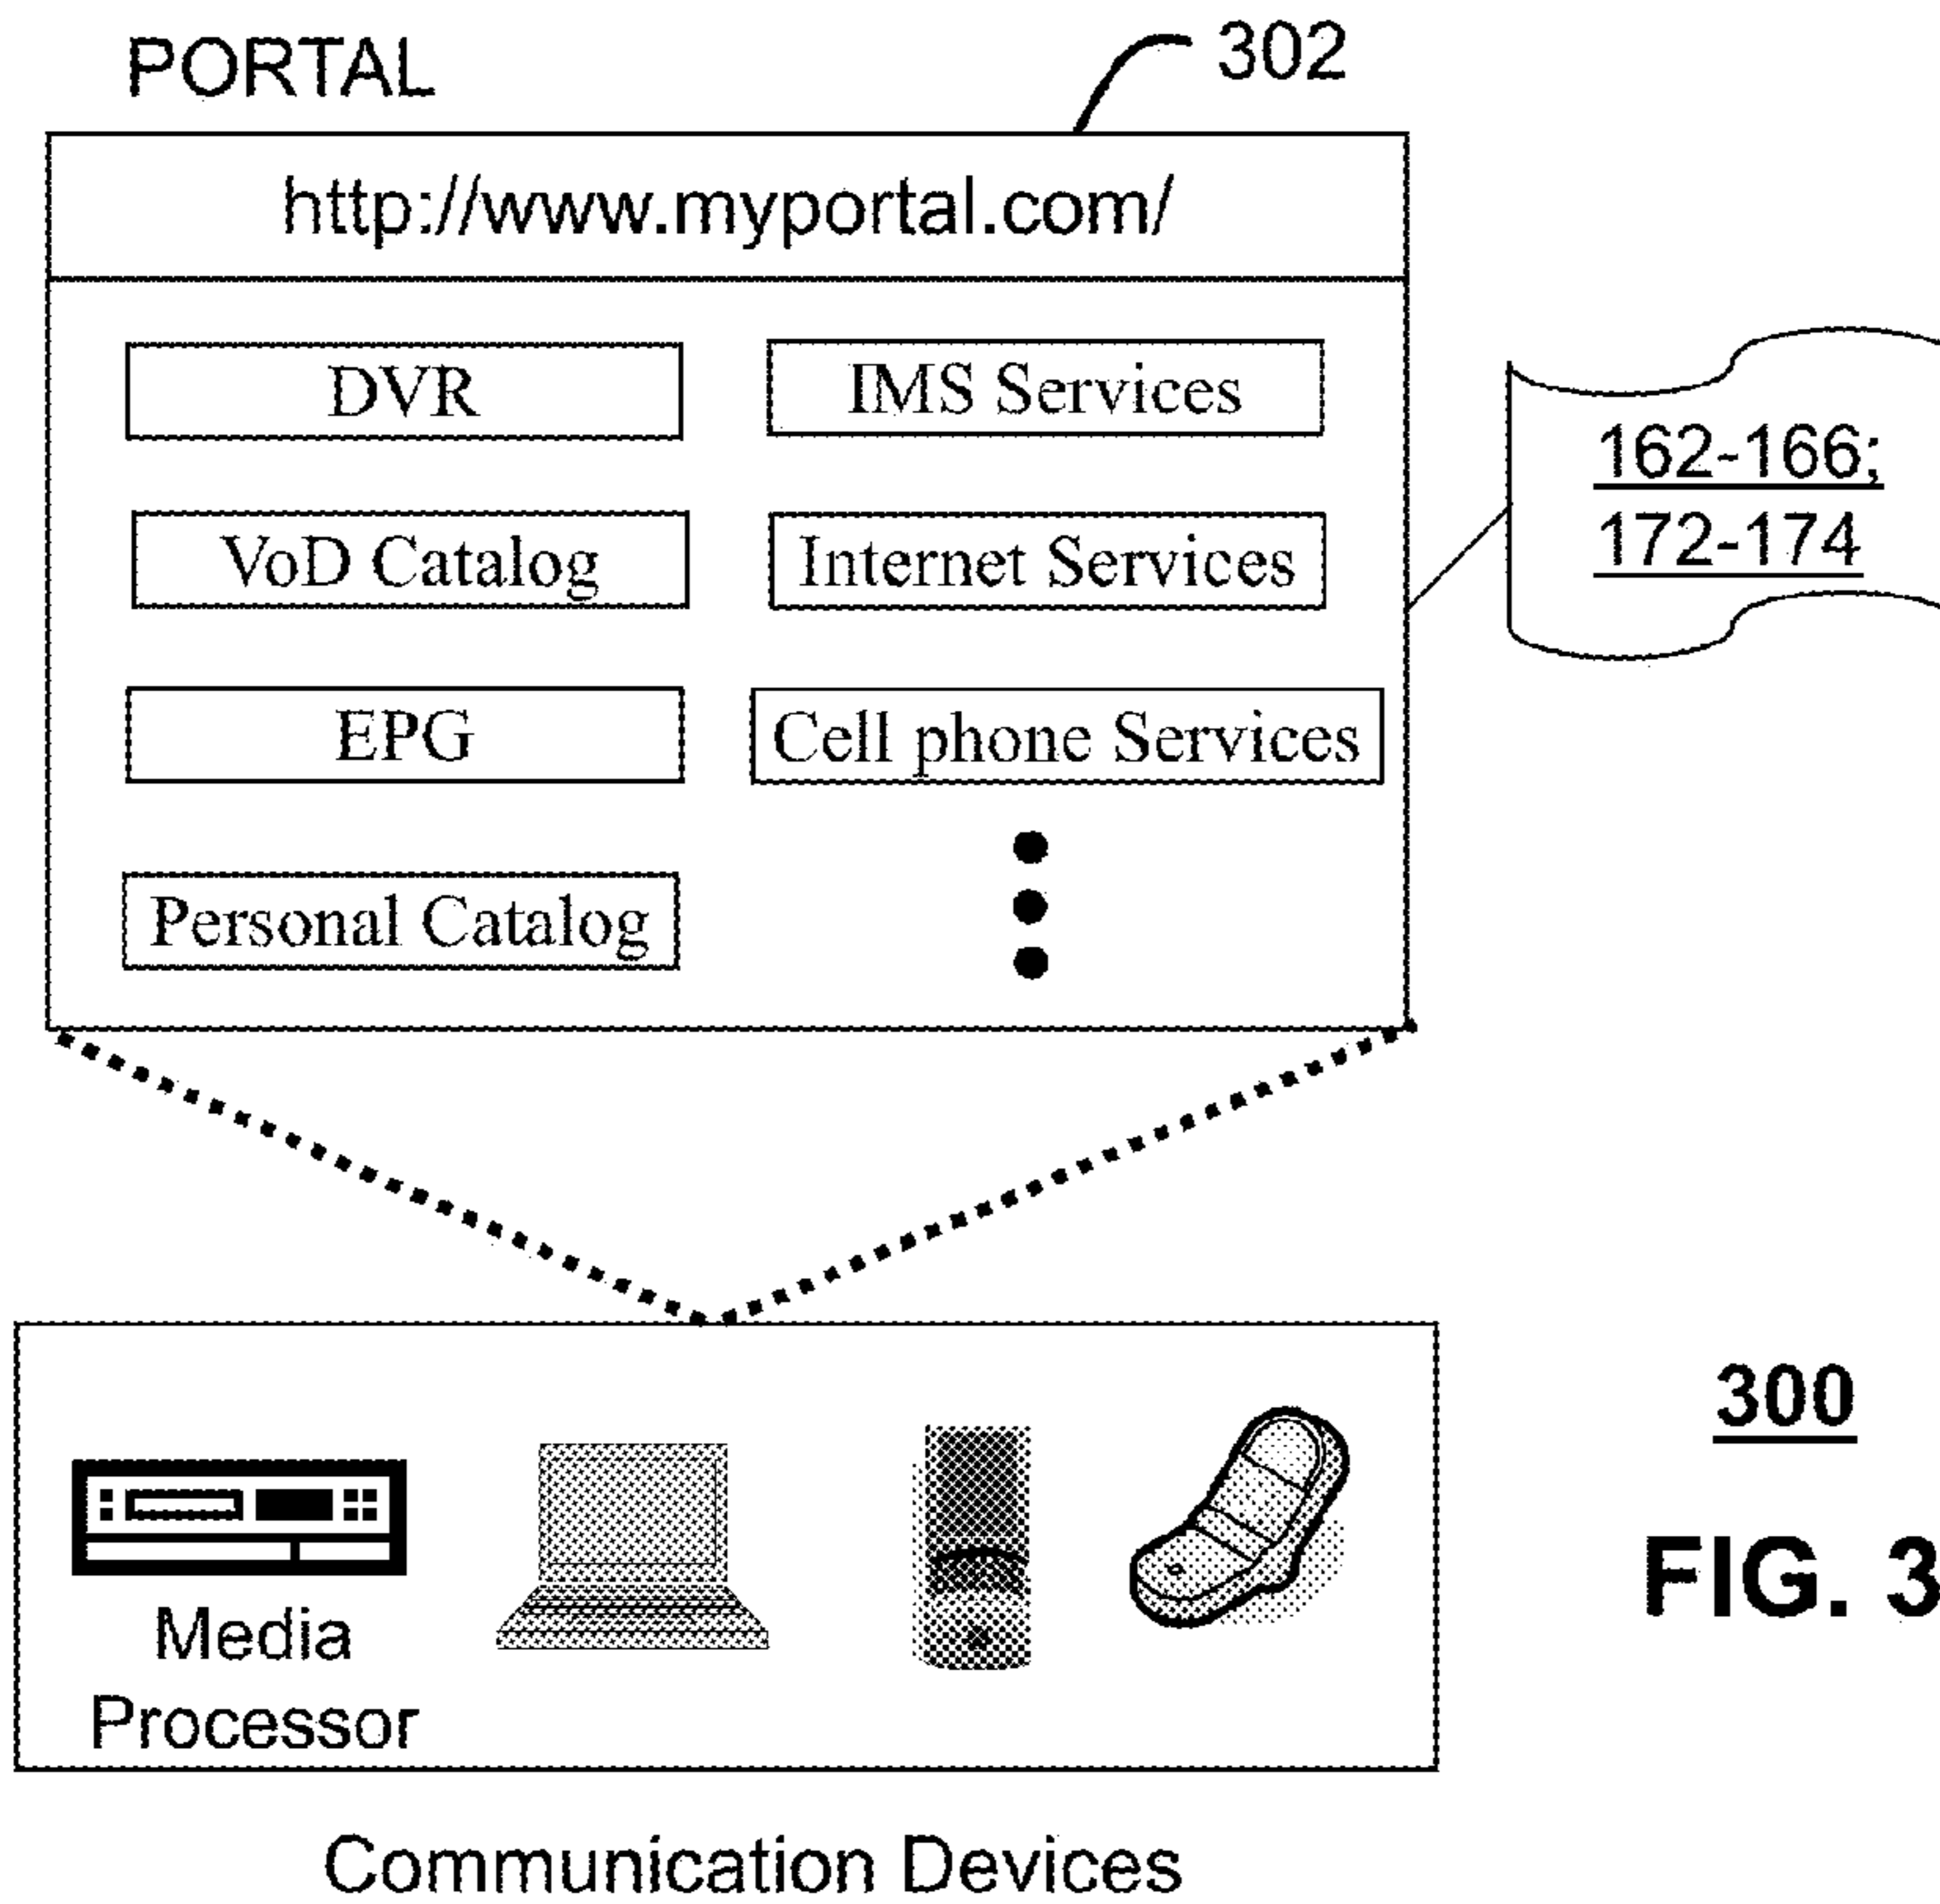 PORTAL
302
http://www.myportal.com/
DVR
IMS Services
VoD Catalog
Internet Services
EPG
Cell phone Services
Personal Catalog
162-166;
172-174
Media
Processor
Communication Devices
300
FIG. 3